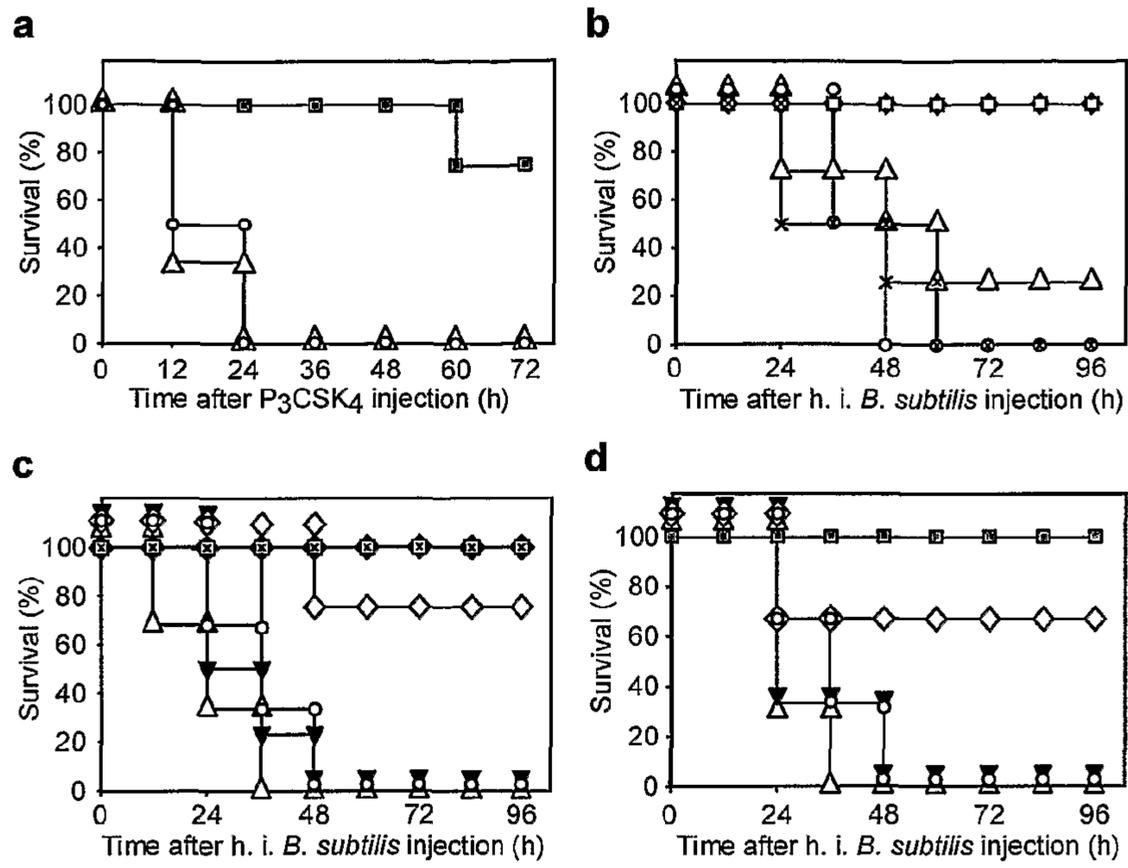 a
Survival (%)
100
80
60
40
20
0
0 12 24 36 48 60 72
Time after P3CSK4 injection (h)
b
Survival (%)
100
80
60
40
20
0
0 24 48 72 96
Time after h. i. B. subtilis injection (h)
c
Survival (%)
100
80
60
40
20
0
0 24 48 72 96
Time after h. i. B. subtilis injection (h)
d
Survival (%)
100
80
60
40
20
0
0 24 48 72 96
Time after h. i. B. subtilis injection (h)